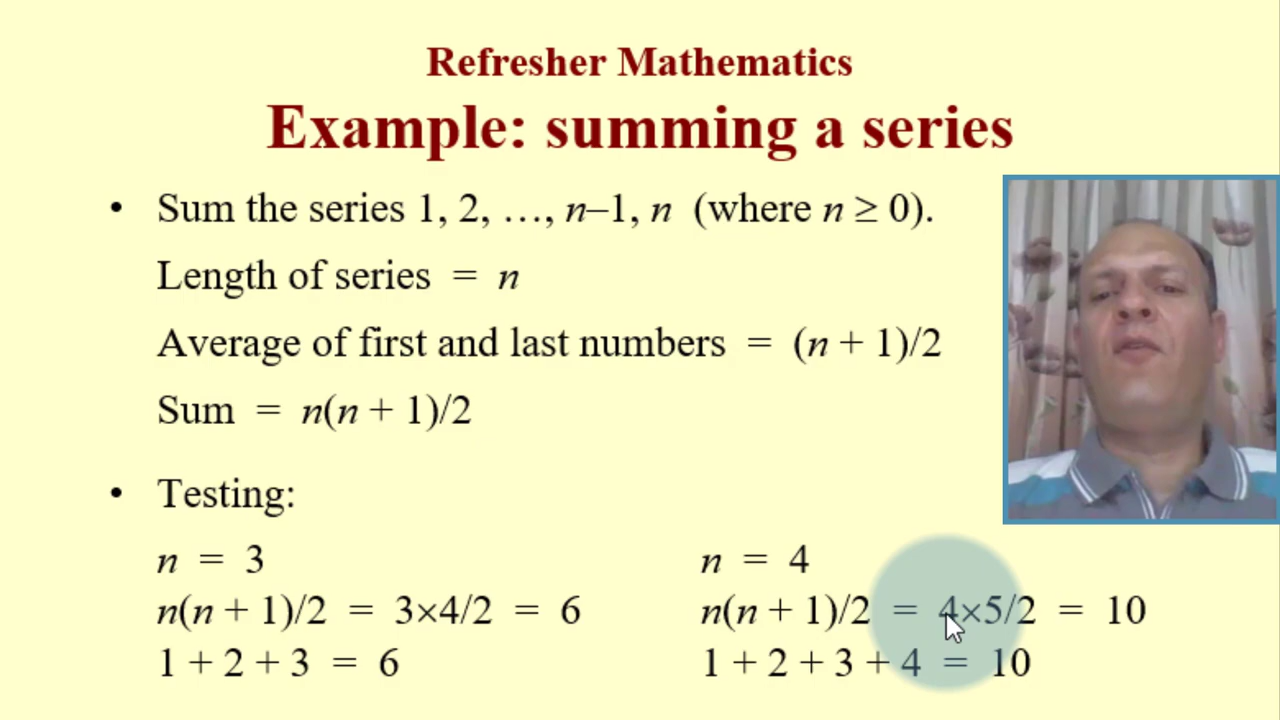 Refresher Mathematics
Example: summing a series
• Sum the series 1, 2, …, n–1, n (where n ≥ 0).
Length of series = n
Average of first and last numbers = (n + 1)/2
Sum = n(n + 1)/2
• Testing:
n = 3
n(n + 1)/2 = 3×4/2 = 6
1 + 2 + 3 = 6
n = 4
n(n + 1)/2 = 4×5/2 = 10
1 + 2 + 3 + 4 = 10